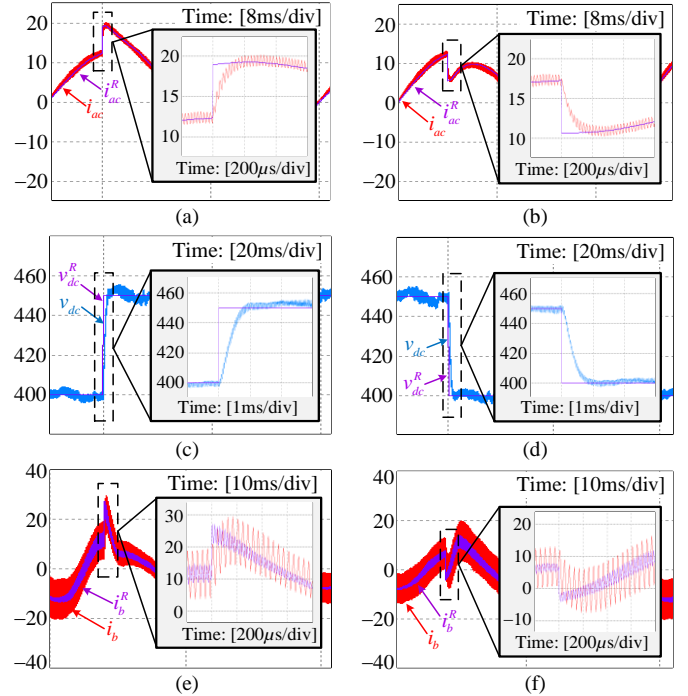 Time: [8ms/div]
20
10
0
−10
−20
20
18
16
14
12
Time: [200μs/div]
i_ac^R
i_ac
(a)
Time: [8ms/div]
20
10
0
−10
−20
20
15
10
Time: [200μs/div]
i_ac^R
i_ac
(b)
Time: [20ms/div]
460
440
420
400
460
440
420
400
Time: [1ms/div]
v_dc^R
v_dc
(c)
Time: [20ms/div]
460
440
420
400
460
440
420
400
Time: [1ms/div]
v_dc
v_dc^R
(d)
Time: [10ms/div]
40
20
0
−20
−40
30
20
10
0
Time: [200μs/div]
i_b^R
i_b
(e)
Time: [10ms/div]
40
20
0
−20
−40
20
10
0
−10
Time: [200μs/div]
i_b^R
i_b
(f)